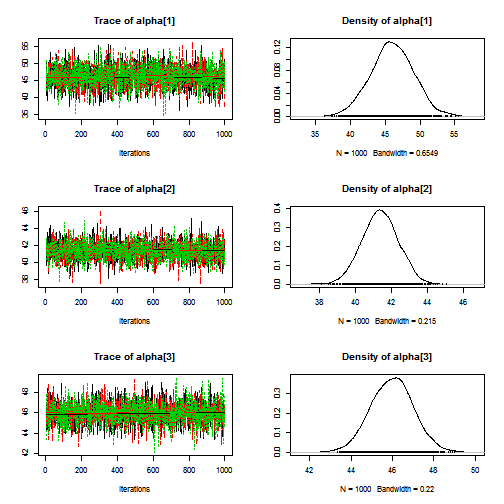 Trace of alpha[1]
35 40 45 50 55
0 200 400 600 800 1000
Iterations
Density of alpha[1]
0.00 0.04 0.08 0.12
35 40 45 50 55
N = 1000 Bandwidth = 0.6549
Trace of alpha[2]
38 40 42 44 46
0 200 400 600 800 1000
Iterations
Density of alpha[2]
0.0 0.1 0.2 0.3 0.4
38 40 42 44 46
N = 1000 Bandwidth = 0.215
Trace of alpha[3]
42 44 46 48
0 200 400 600 800 1000
Iterations
Density of alpha[3]
0.0 0.1 0.2 0.3
42 44 46 48 50
N = 1000 Bandwidth = 0.22